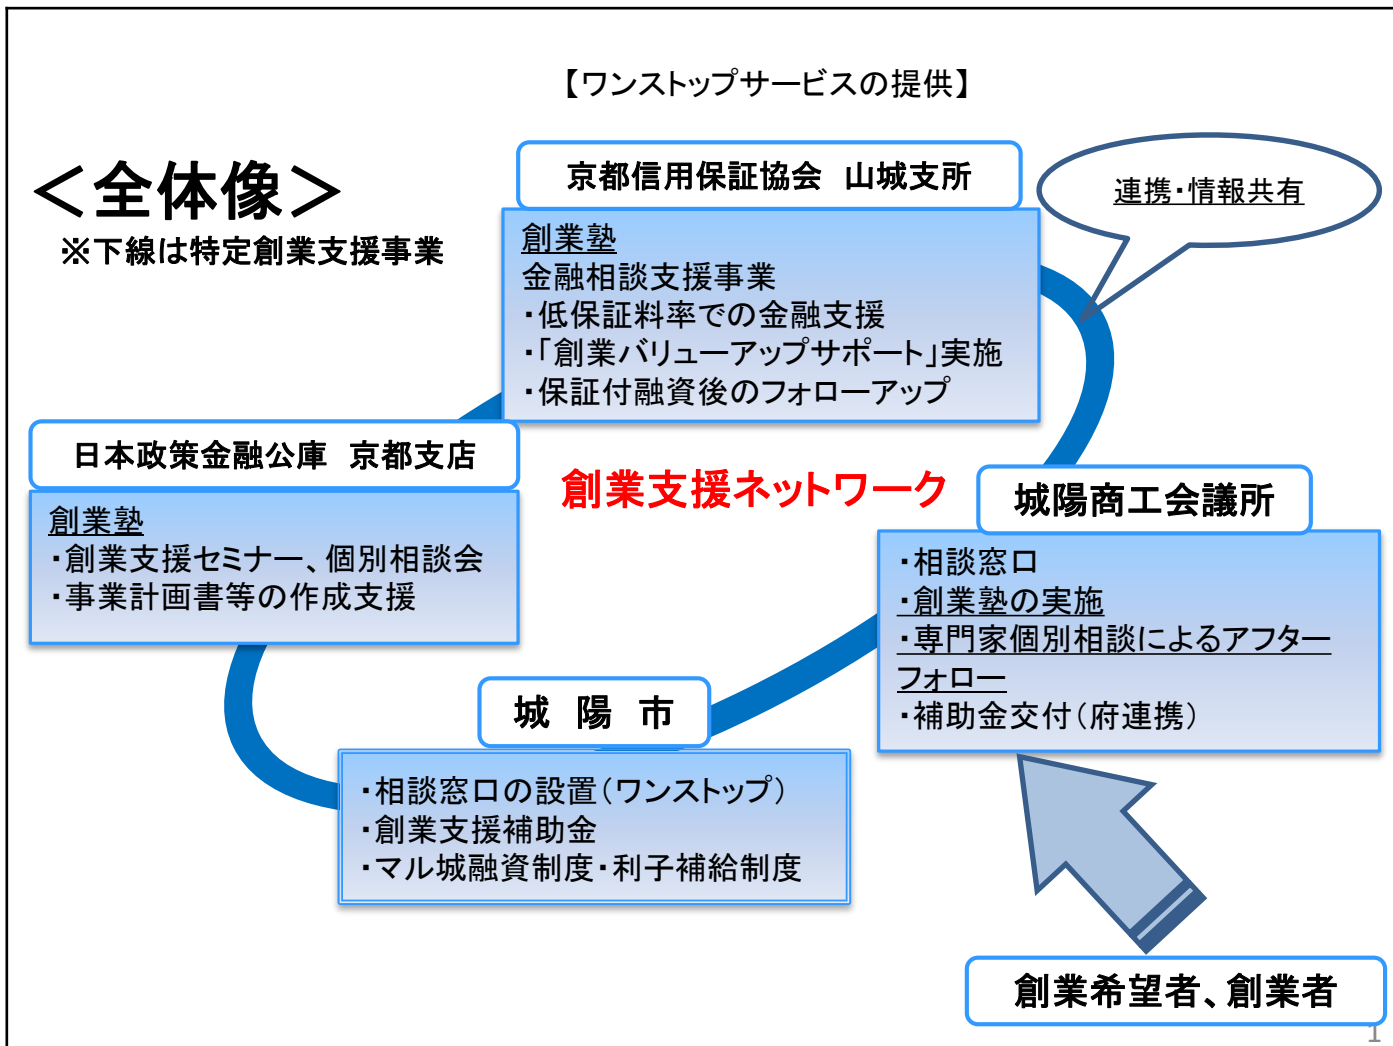 【ワンストップサービスの提供】
＜全体像＞
※下線は特定創業支援事業
京都信用保証協会　山城支所
創業塾
金融相談支援事業
・低保証料率での金融支援
・「創業バリューアップサポート」実施
・保証付融資後のフォローアップ
連携・情報共有
日本政策金融公庫　京都支店
創業塾
・創業支援セミナー、個別相談会
・事業計画書等の作成支援
創業支援ネットワーク
城陽商工会議所
・相談窓口
・創業塾の実施
・専門家個別相談によるアフター
フォロー
・補助金交付（府連携）
城　陽　市
・相談窓口の設置（ワンストップ）
・創業支援補助金
・マル城融資制度・利子補給制度
創業希望者、創業者
1